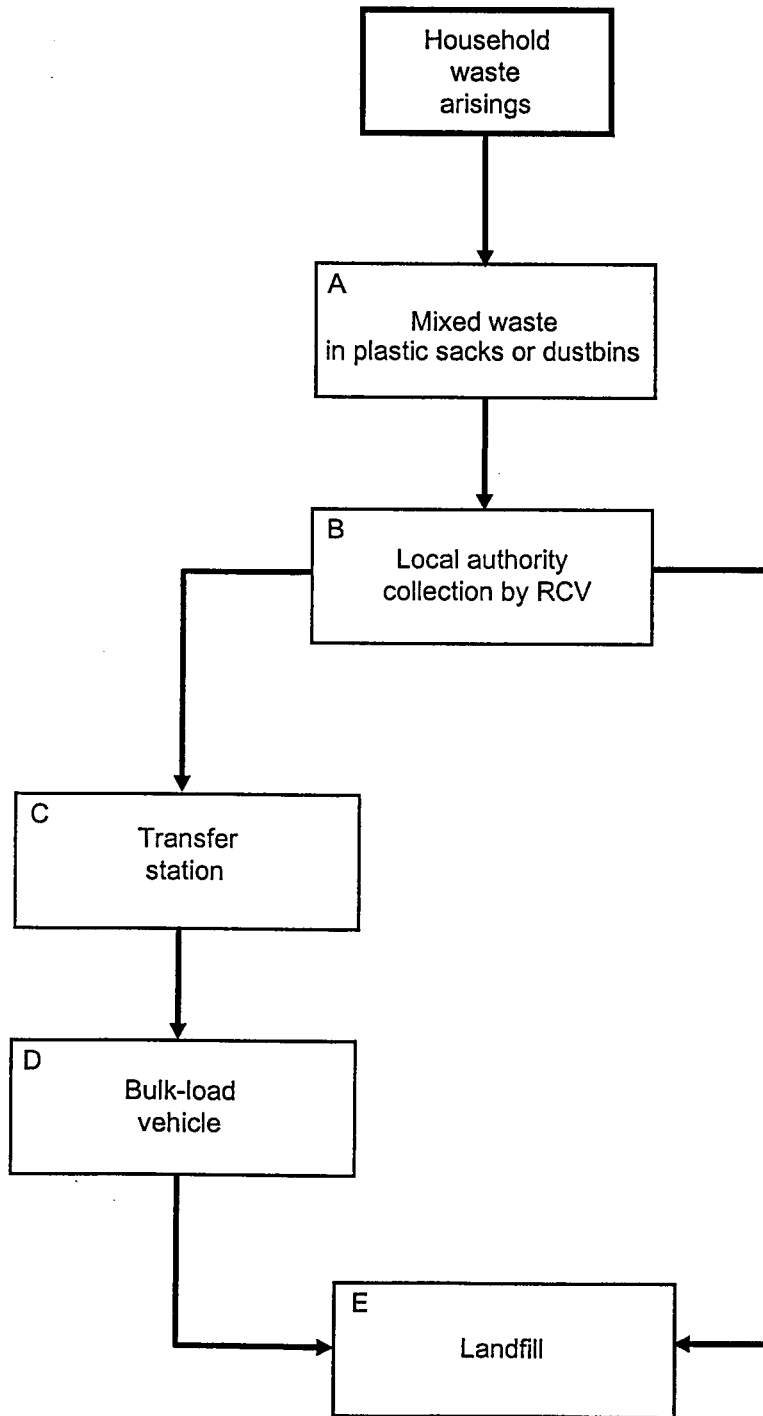 Household
waste
arisings
A
Mixed waste
in plastic sacks or dustbins
B
Local authority
collection by RCV
C
Transfer
station
D
Bulk-load
vehicle
E
Landfill